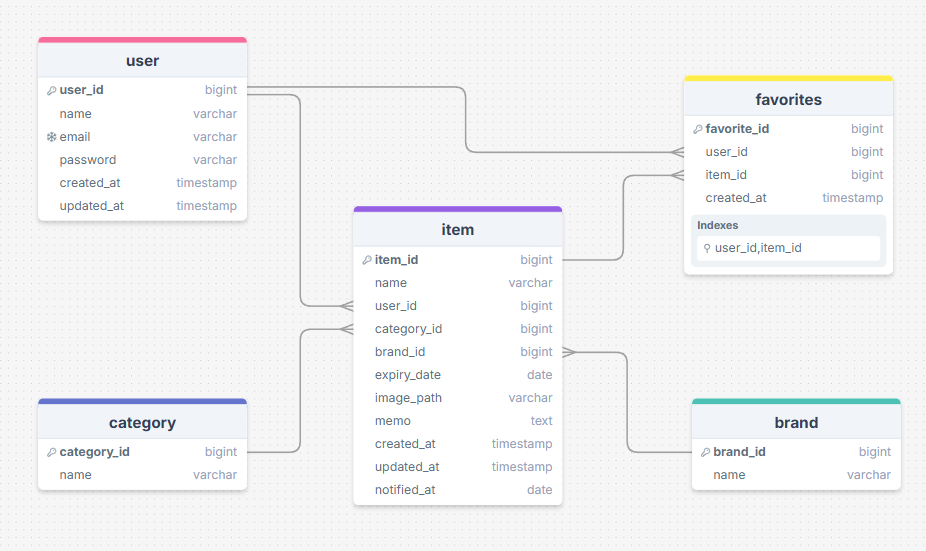 user
user_id bigint
name varchar
email varchar
password varchar
created_at timestamp
updated_at timestamp
favorites
favorite_id bigint
user_id bigint
item_id bigint
created_at timestamp
Indexes
user_id,item_id
item
item_id bigint
name varchar
user_id bigint
category_id bigint
brand_id bigint
expiry_date date
image_path varchar
memo text
created_at timestamp
updated_at timestamp
notified_at date
category
category_id bigint
name varchar
brand
brand_id bigint
name varchar